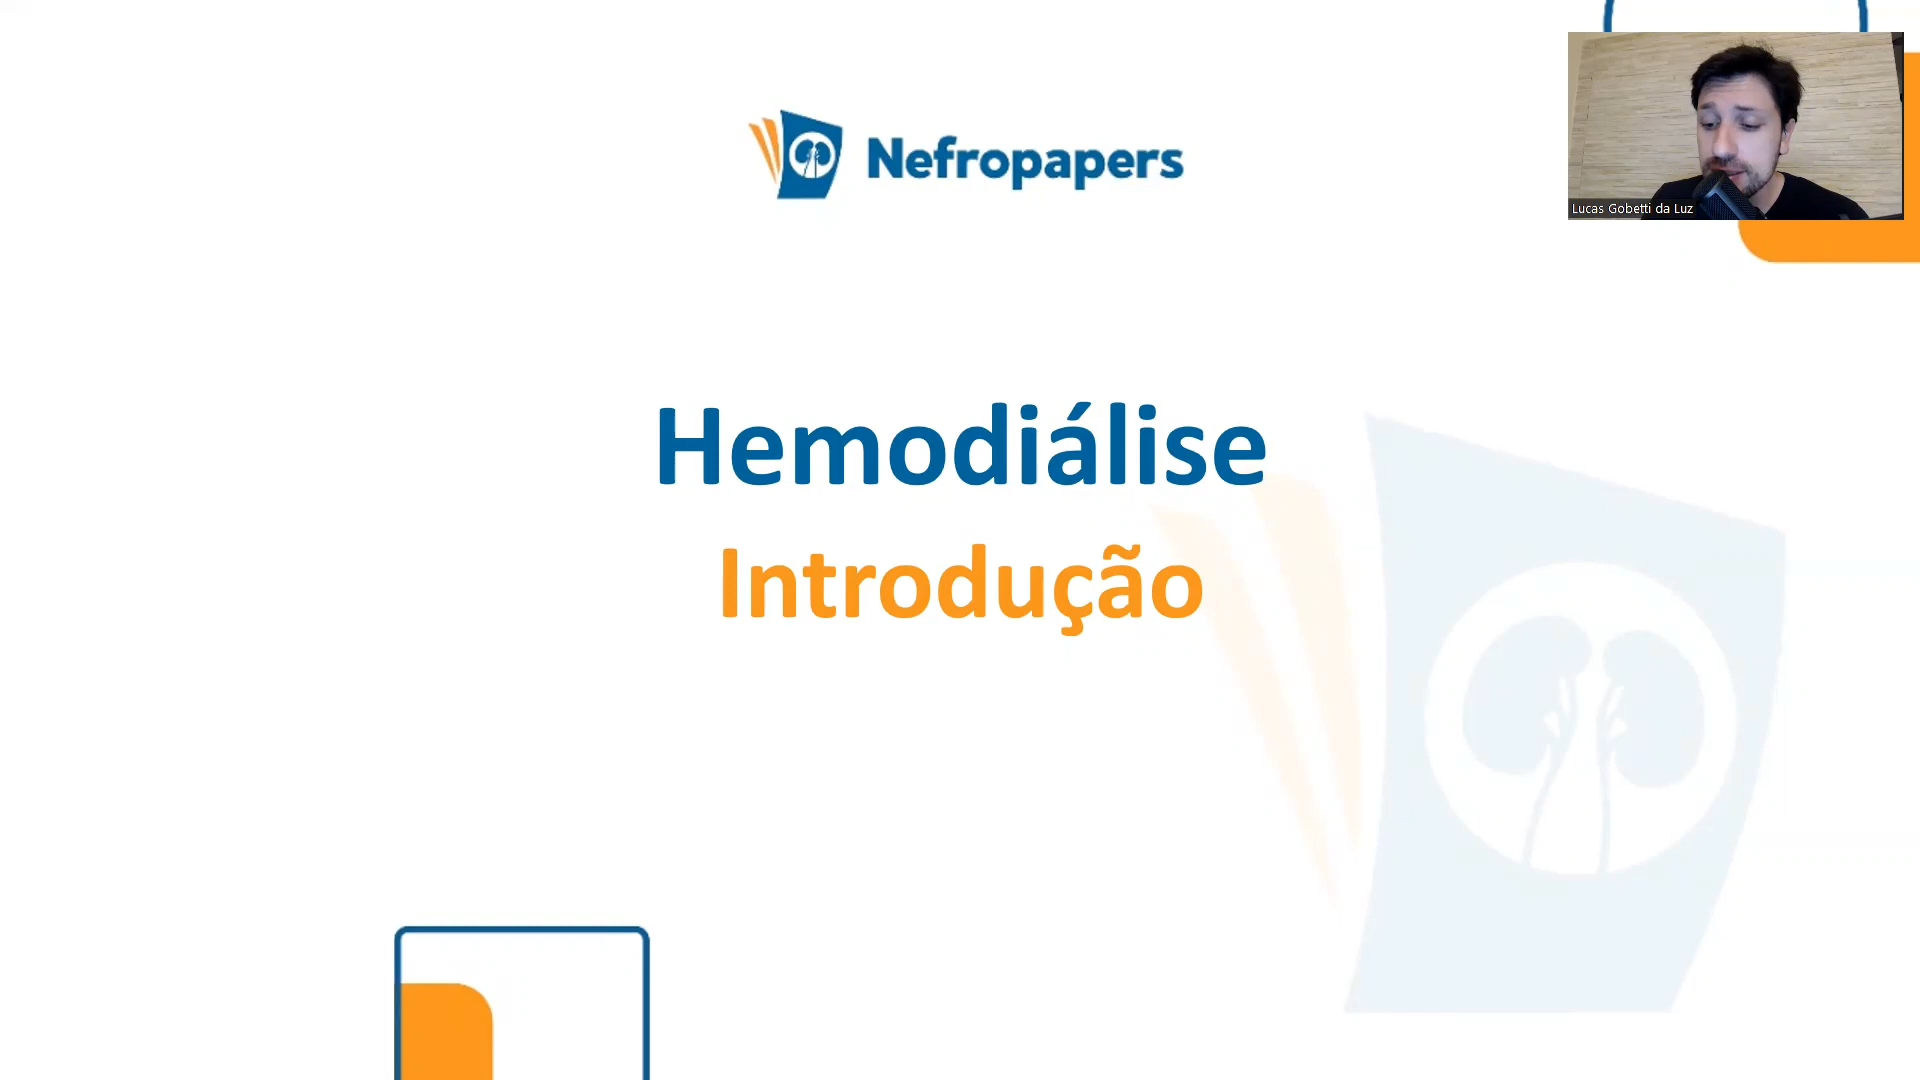 Nefropapers
Lucas Gobetti da Luz
Hemodiálise
Introdução